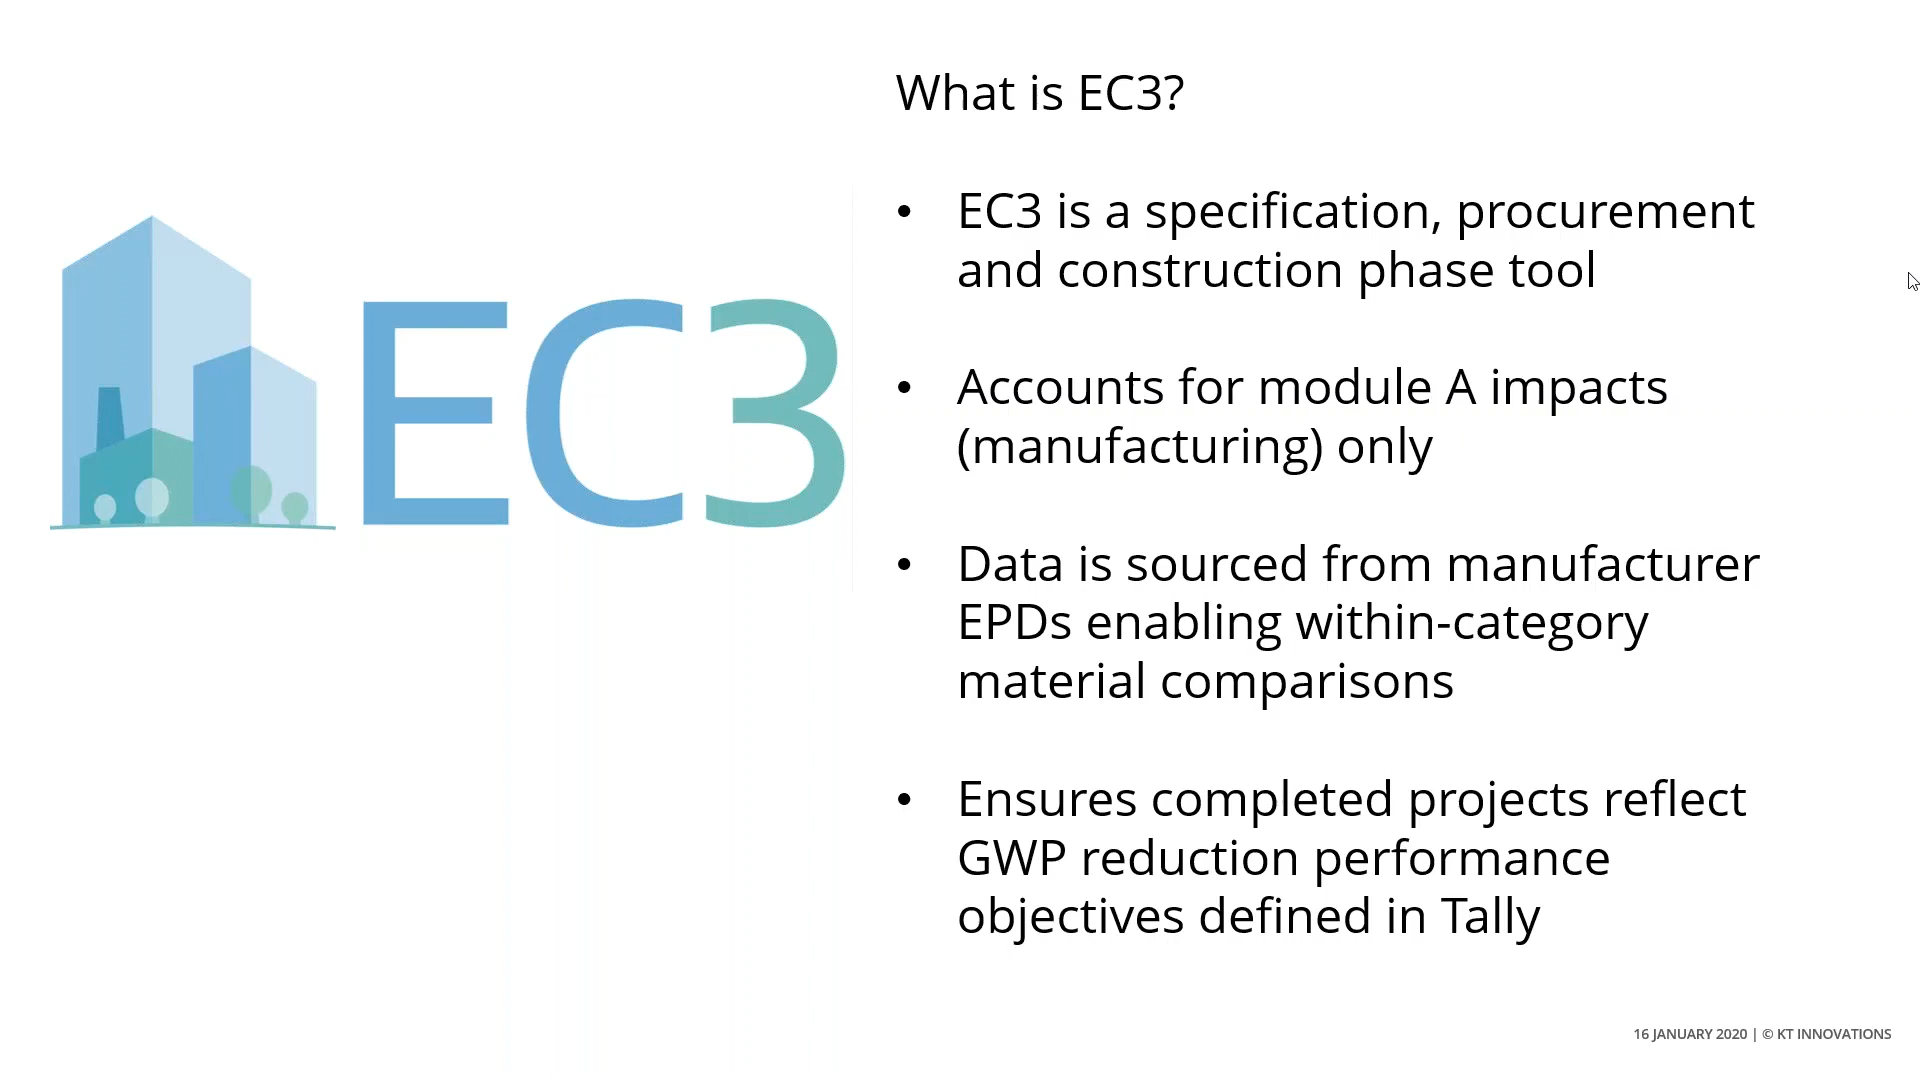 EC3
What is EC3?
• EC3 is a specification, procurement
and construction phase tool
• Accounts for module A impacts
(manufacturing) only
• Data is sourced from manufacturer
EPDs enabling within-category
material comparisons
• Ensures completed projects reflect
GWP reduction performance
objectives defined in Tally
16 JANUARY 2020 | © KT INNOVATIONS